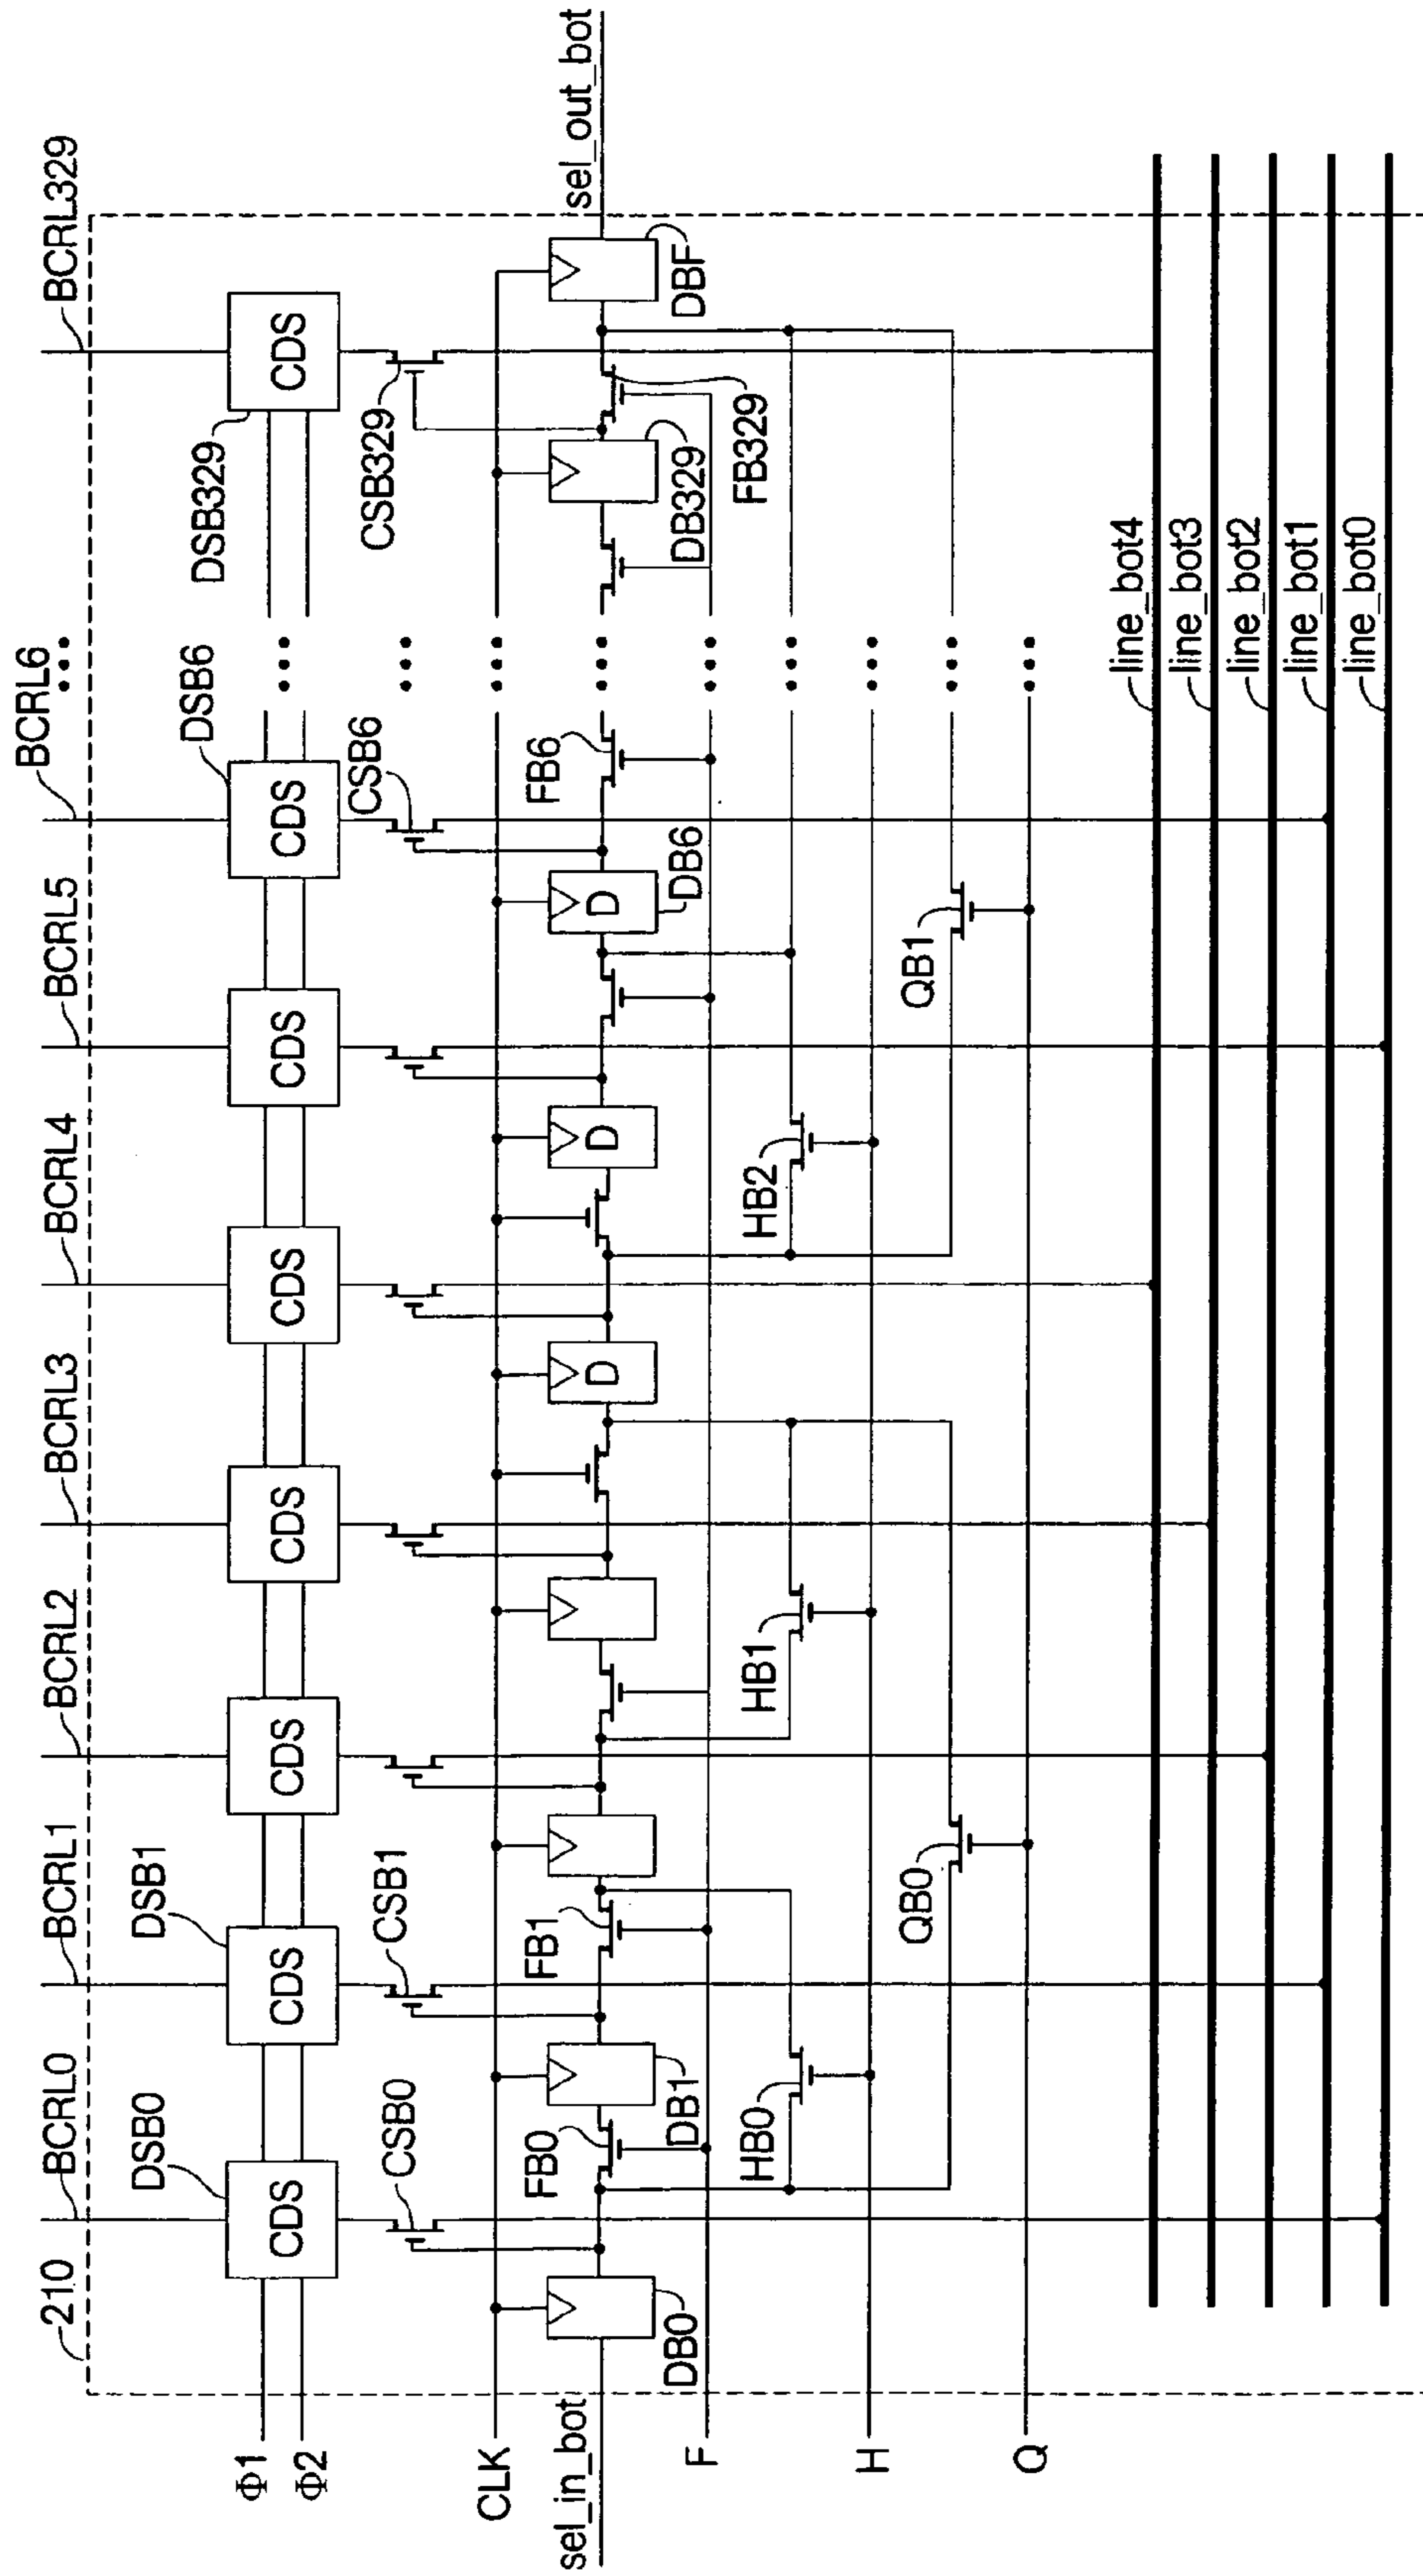 210
BCRL0
BCRL1
BCRL2
BCRL3
BCRL4
BCRL5
BCRL6
BCRL329
DSB0
DSB1
DSB6
DSB329
Φ1
Φ2
CDS
CDS
CDS
CDS
CDS
CDS
CDS
CDS
CSB0
CSB1
CSB6
CSB329
CLK
sel_in_bot
sel_out_bot
FB0
FB1
FB6
D
D
D
DB0
DB1
DB6
DB329
DBF
FB329
F
HB0
HB1
HB2
H
QB0
QB1
Q
line_bot4
line_bot3
line_bot2
line_bot1
line_bot0